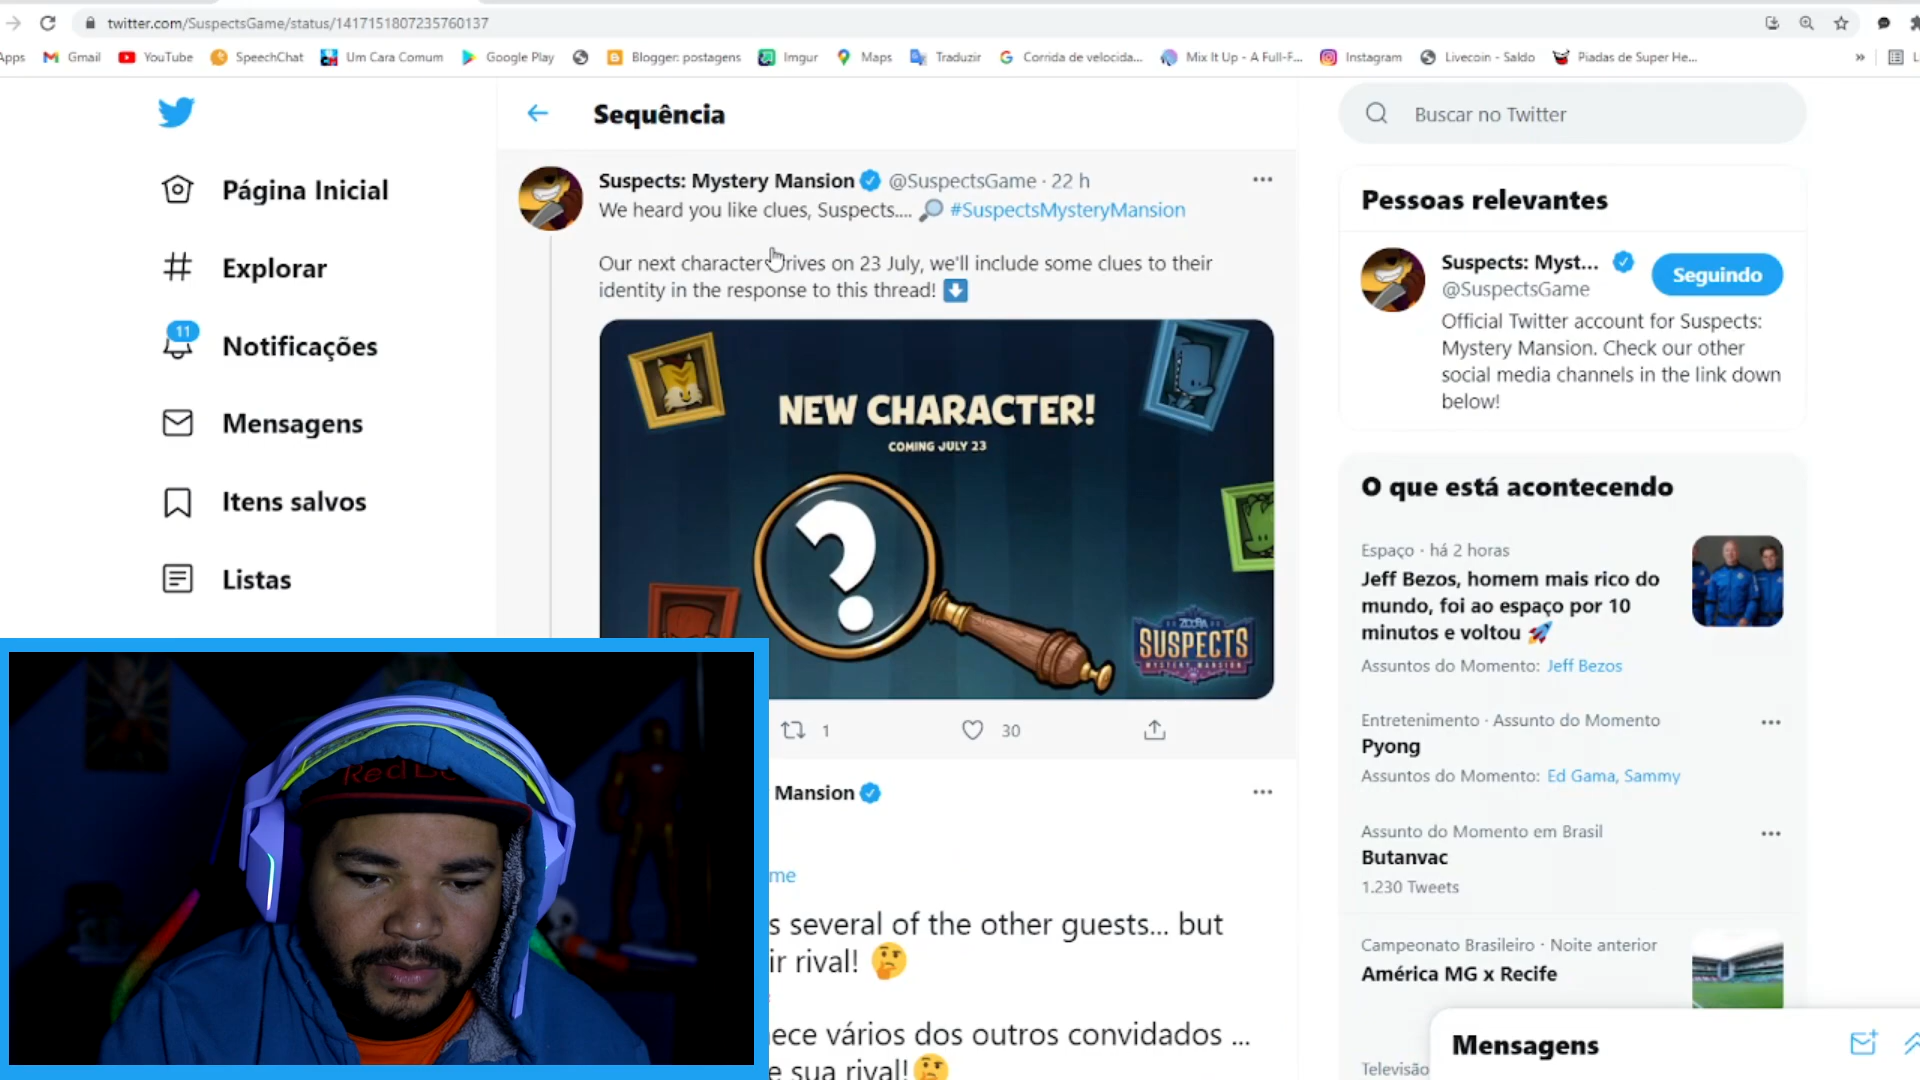 twitter.com/SuspectsGame/status/1417151807235760137
Apps Gmail YouTube SpeechChat Um Cara Comum Google Play Blogger: postagens Imgur Maps Traduzir Corrida de velocida... Mix It Up - A Full-F... Instagram Livecoin - Saldo Piadas de Super He... »
Página Inicial
Explorar
11
Notificações
Mensagens
Itens salvos
Listas
Sequência
Suspects: Mystery Mansion @SuspectsGame · 22 h
We heard you like clues, Suspects.... #SuspectsMysteryMansion
Our next character rives on 23 July, we'll include some clues to their
identity in the response to this thread!
NEW CHARACTER!
COMING JULY 23
?
ZOOBA
SUSPECTS
MYSTERY MANSION
1 30
Mansion
me
s several of the other guests... but
ir rival!
ece vários dos outros convidados ...
e sua rival!
Red Bu
Buscar no Twitter
Pessoas relevantes
Suspects: Myst...
@SuspectsGame
Seguindo
Official Twitter account for Suspects:
Mystery Mansion. Check our other
social media channels in the link down
below!
O que está acontecendo
Espaço · há 2 horas
Jeff Bezos, homem mais rico do
mundo, foi ao espaço por 10
minutos e voltou
Assuntos do Momento: Jeff Bezos
Entretenimento · Assunto do Momento
Pyong
Assuntos do Momento: Ed Gama, Sammy
Assunto do Momento em Brasil
Butanvac
1.230 Tweets
Campeonato Brasileiro · Noite anterior
América MG x Recife
Televisão
Mensagens